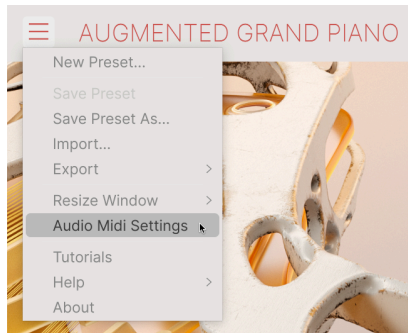 AUGMENTED GRAND PIANO
New Preset...
Save Preset
Save Preset As...
Import...
Export
Resize Window
Audio Midi Settings
Tutorials
Help
About